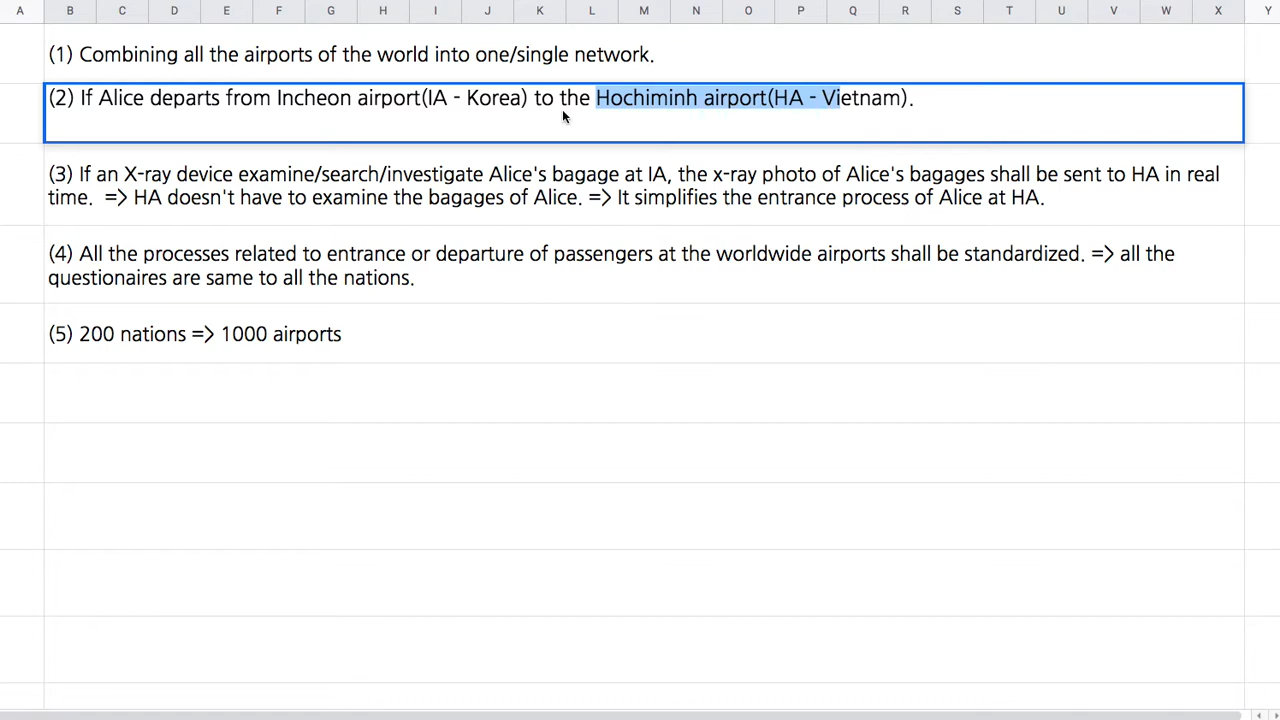 A B C D E F G H I J K L M N O P Q R S T U V W X Y
(1) Combining all the airports of the world into one/single network.
(2) If Alice departs from Incheon airport(IA - Korea) to the Hochiminh airport(HA - Vietnam).
(3) If an X-ray device examine/search/investigate Alice's bagage at IA, the x-ray photo of Alice's bagages shall be sent to HA in real
time.  => HA doesn't have to examine the bagages of Alice. => It simplifies the entrance process of Alice at HA.
(4) All the processes related to entrance or departure of passengers at the worldwide airports shall be standardized. => all the
questionaires are same to all the nations.
(5) 200 nations => 1000 airports